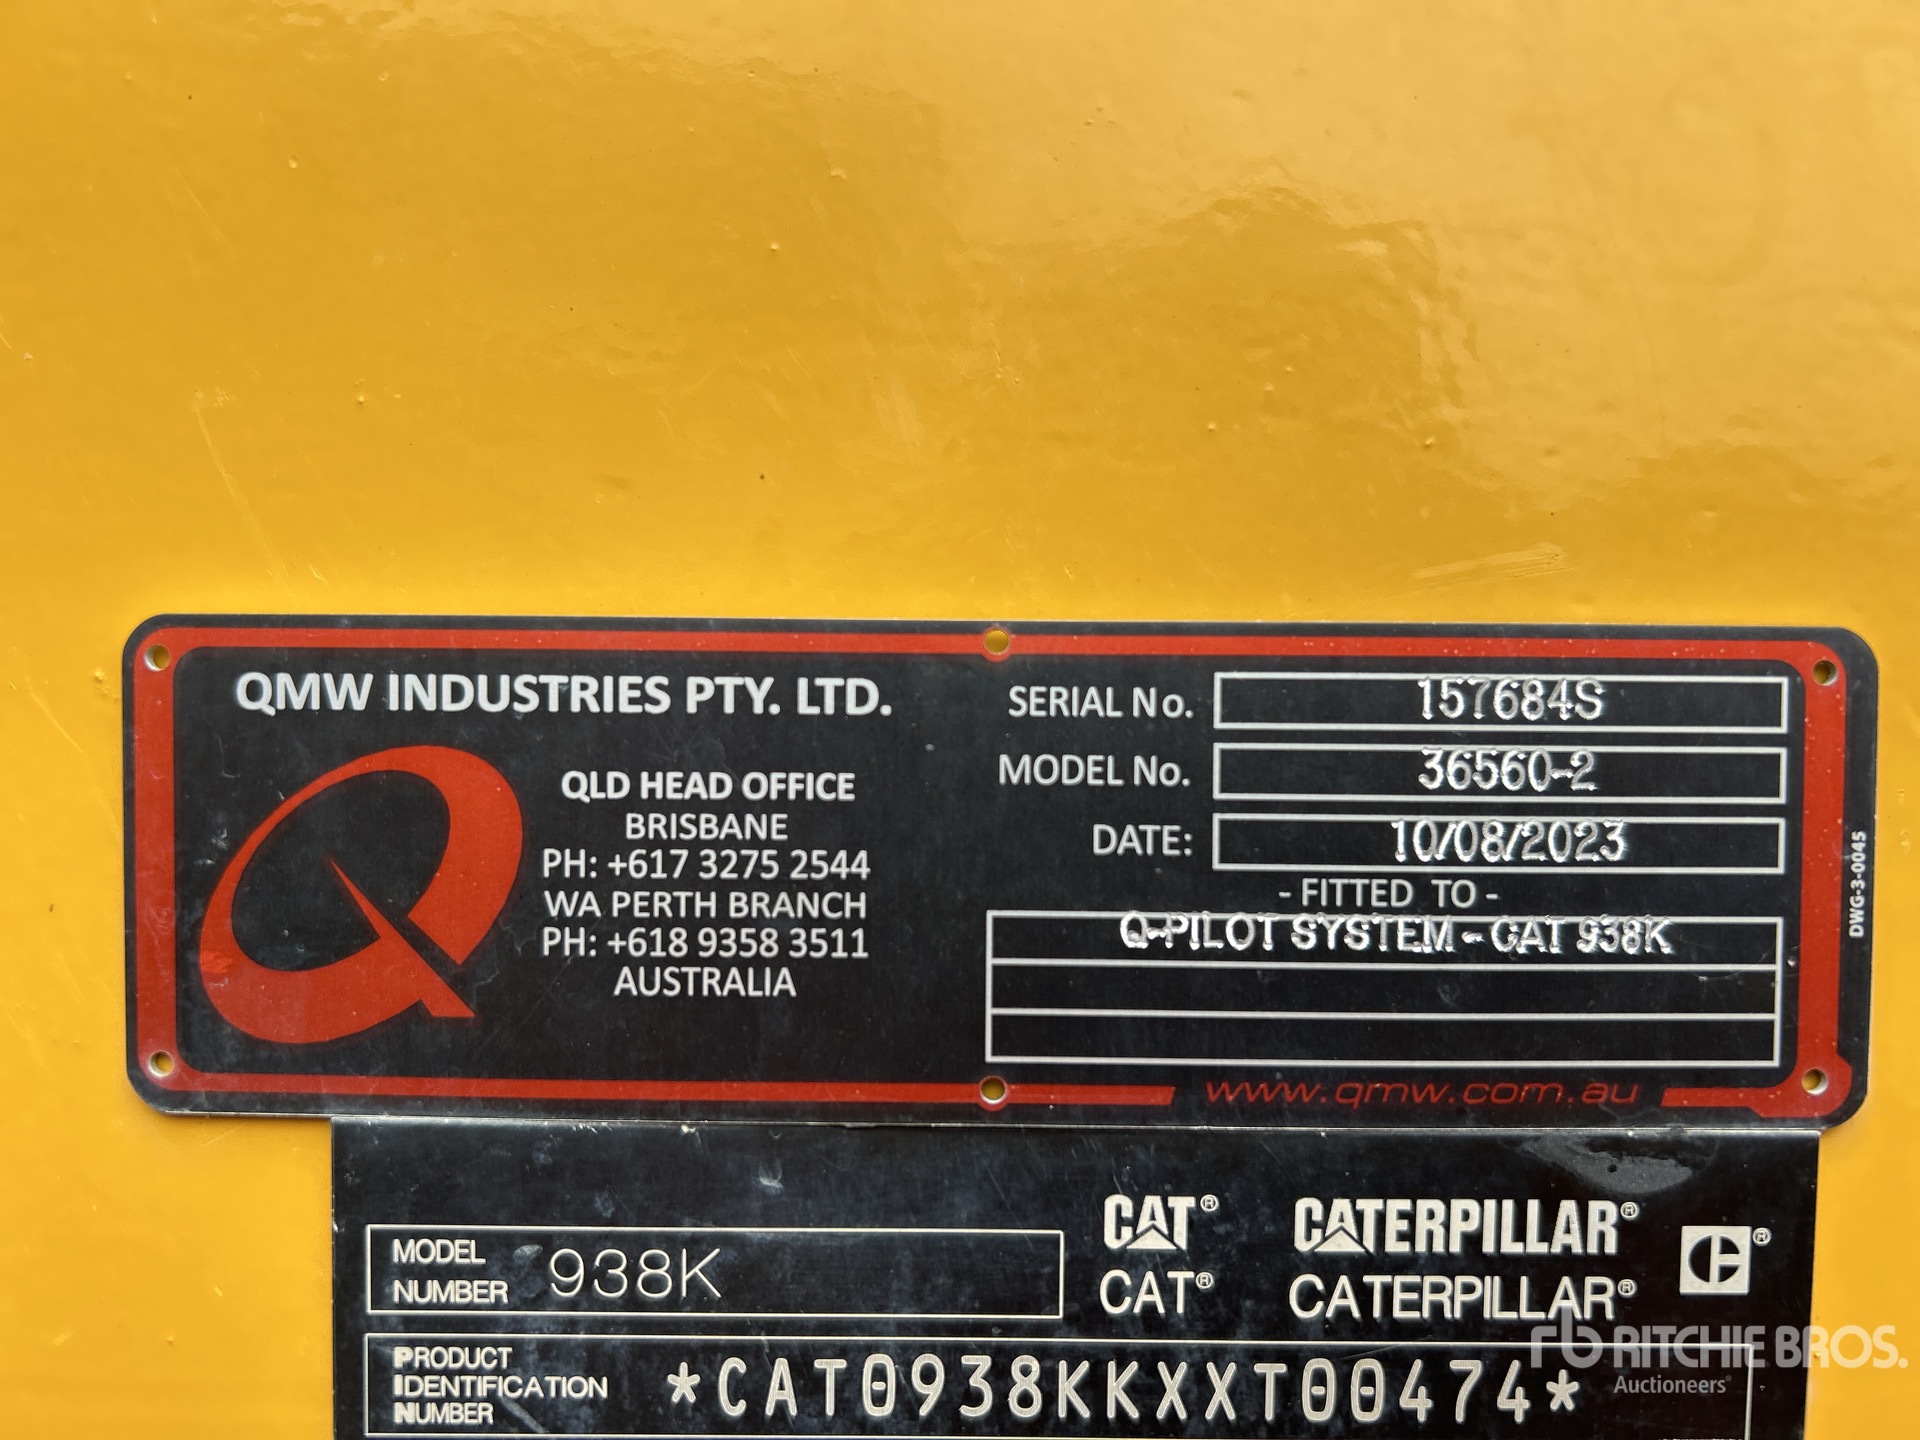 QMW INDUSTRIES PTY. LTD.
QLD HEAD OFFICE
BRISBANE
PH: +617 3275 2544
WA PERTH BRANCH
PH: +618 9358 3511
AUSTRALIA
SERIAL No. 157684S
MODEL No. 36560-2
DATE: 10/08/2023
- FITTED TO -
Q-PILOT SYSTEM - CAT 938K
www.qmw.com.au
DWG-3-0045
MODEL NUMBER 938K
CAT® CATERPILLAR®
CAT® CATERPILLAR®
PRODUCT IDENTIFICATION NUMBER *CAT0938KKXXT00474*
rb RITCHIE BROS.
Auctioneers®